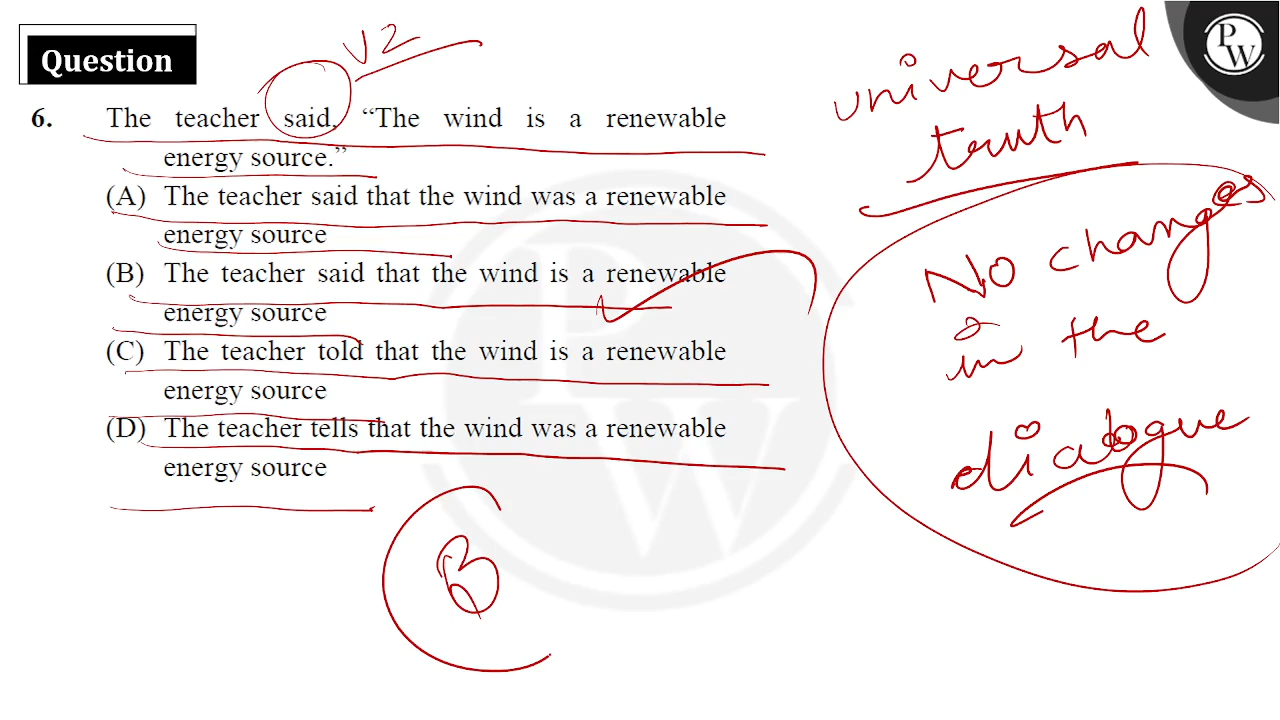 Question
V2
6. The teacher said, “The wind is a renewable
energy source.”
(A) The teacher said that the wind was a renewable
energy source
(B) The teacher said that the wind is a renewable
energy source
(C) The teacher told that the wind is a renewable
energy source
(D) The teacher tells that the wind was a renewable
energy source
B
PW
universal
truth
No changes
in the
dialogue
PW